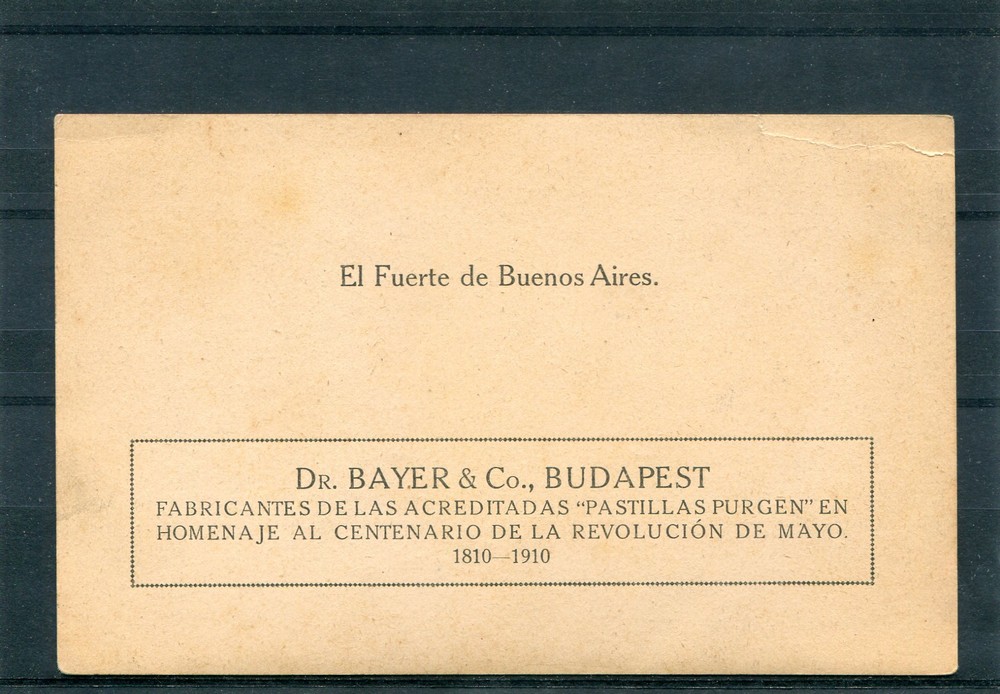 El Fuerte de Buenos Aires.
DR. BAYER & Co., BUDAPEST
FABRICANTES DE LAS ACREDITADAS “PASTILLAS PURGEN” EN
HOMENAJE AL CENTENARIO DE LA REVOLUCIÓN DE MAYO.
1810—1910